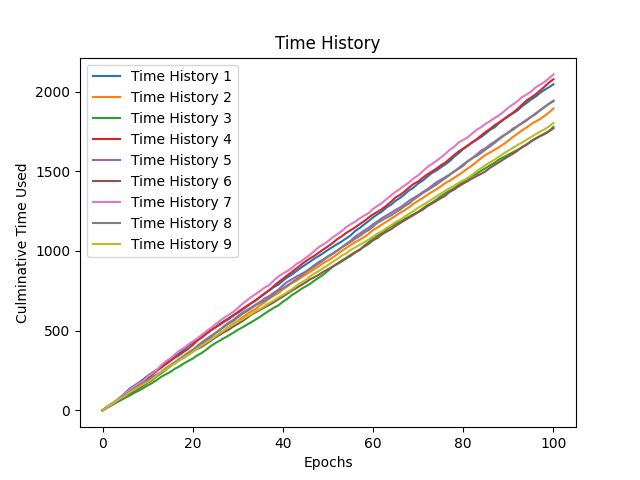 Time History
Time History 1
Time History 2
Time History 3
Time History 4
Time History 5
Time History 6
Time History 7
Time History 8
Time History 9
Culminative Time Used
2000
1500
1000
500
0
0 20 40 60 80 100
Epochs